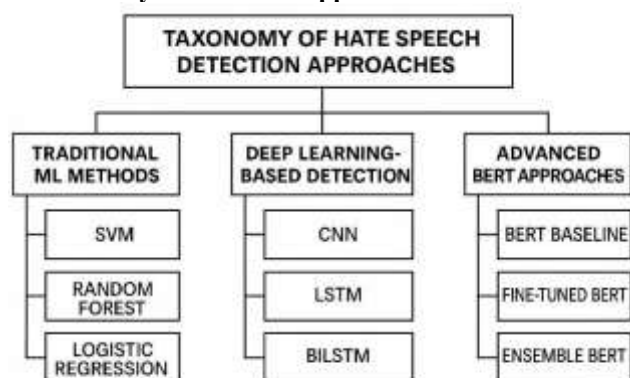 TAXONOMY OF HATE SPEECH
DETECTION APPROACHES
TRADITIONAL
ML METHODS
SVM
RANDOM
FOREST
LOGISTIC
REGRESSION
DEEP LEARNING-
BASED DETECTION
CNN
LSTM
BILSTM
ADVANCED
BERT APPROACHES
BERT BASELINE
FINE-TUNED BERT
ENSEMBLE BERT